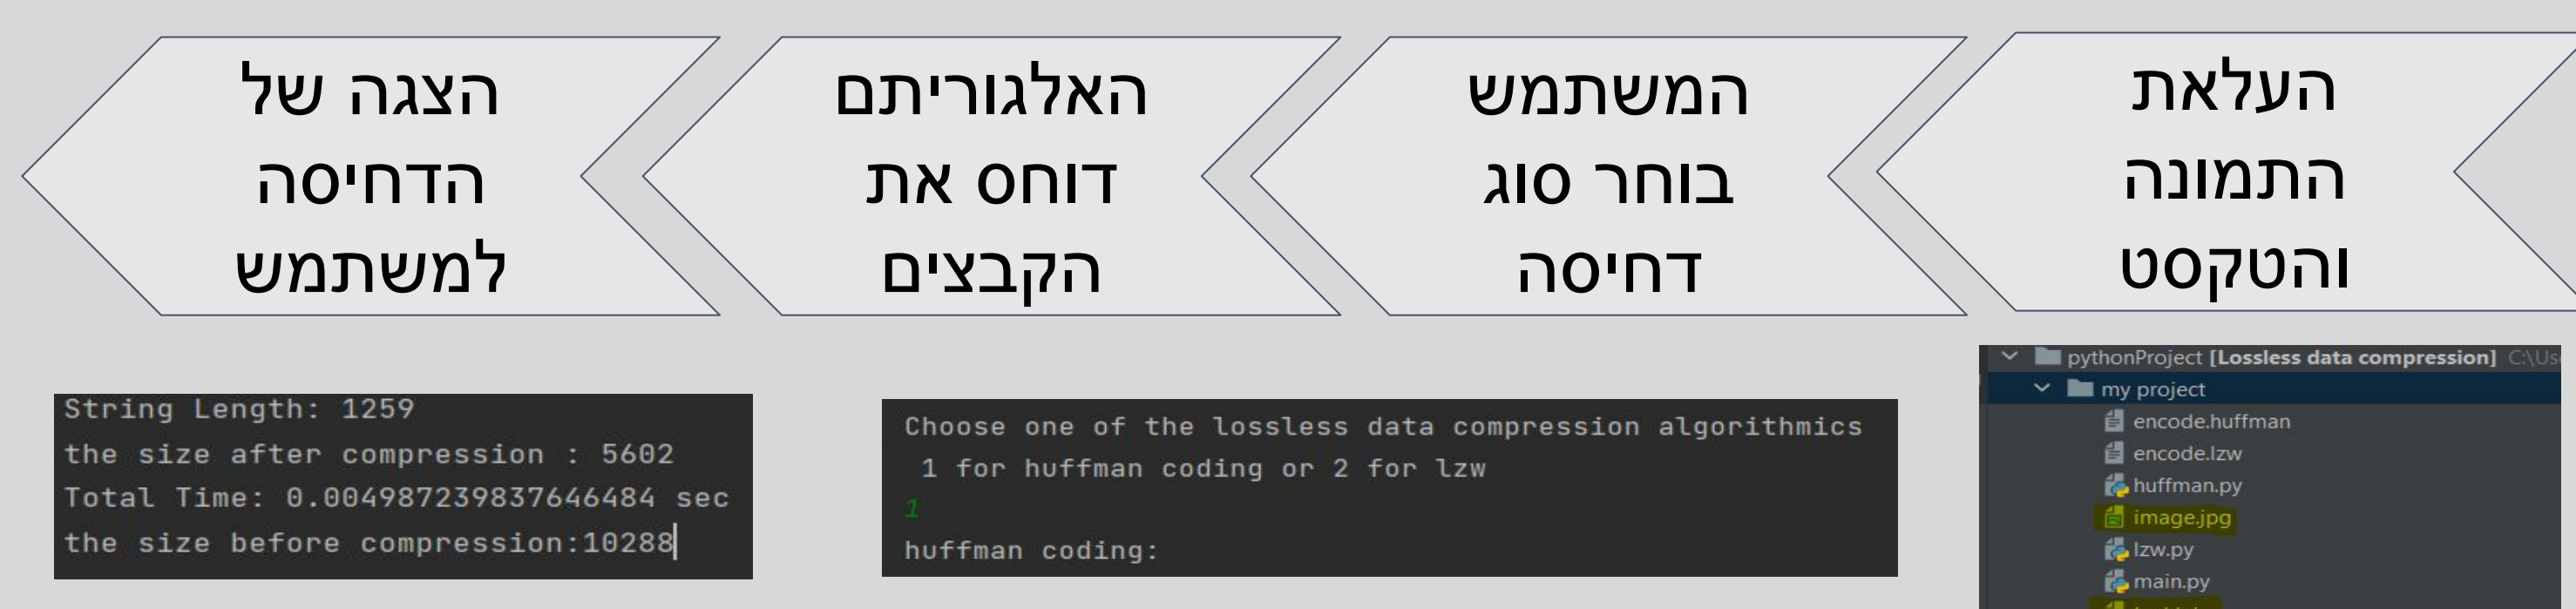 העלאת
התמונה
והטקסט
המשתמש
בוחר סוג
דחיסה
האלגוריתם
דוחס את
הקבצים
הצגה של
הדחיסה
למשתמש
pythonProject [Lossless data compression] C:\Us
my project
encode.huffman
encode.lzw
huffman.py
image.jpg
lzw.py
main.py
Choose one of the lossless data compression algorithmics
1 for huffman coding or 2 for lzw
1
huffman coding:
String Length: 1259
the size after compression : 5602
Total Time: 0.004987239837646484 sec
the size before compression:10288